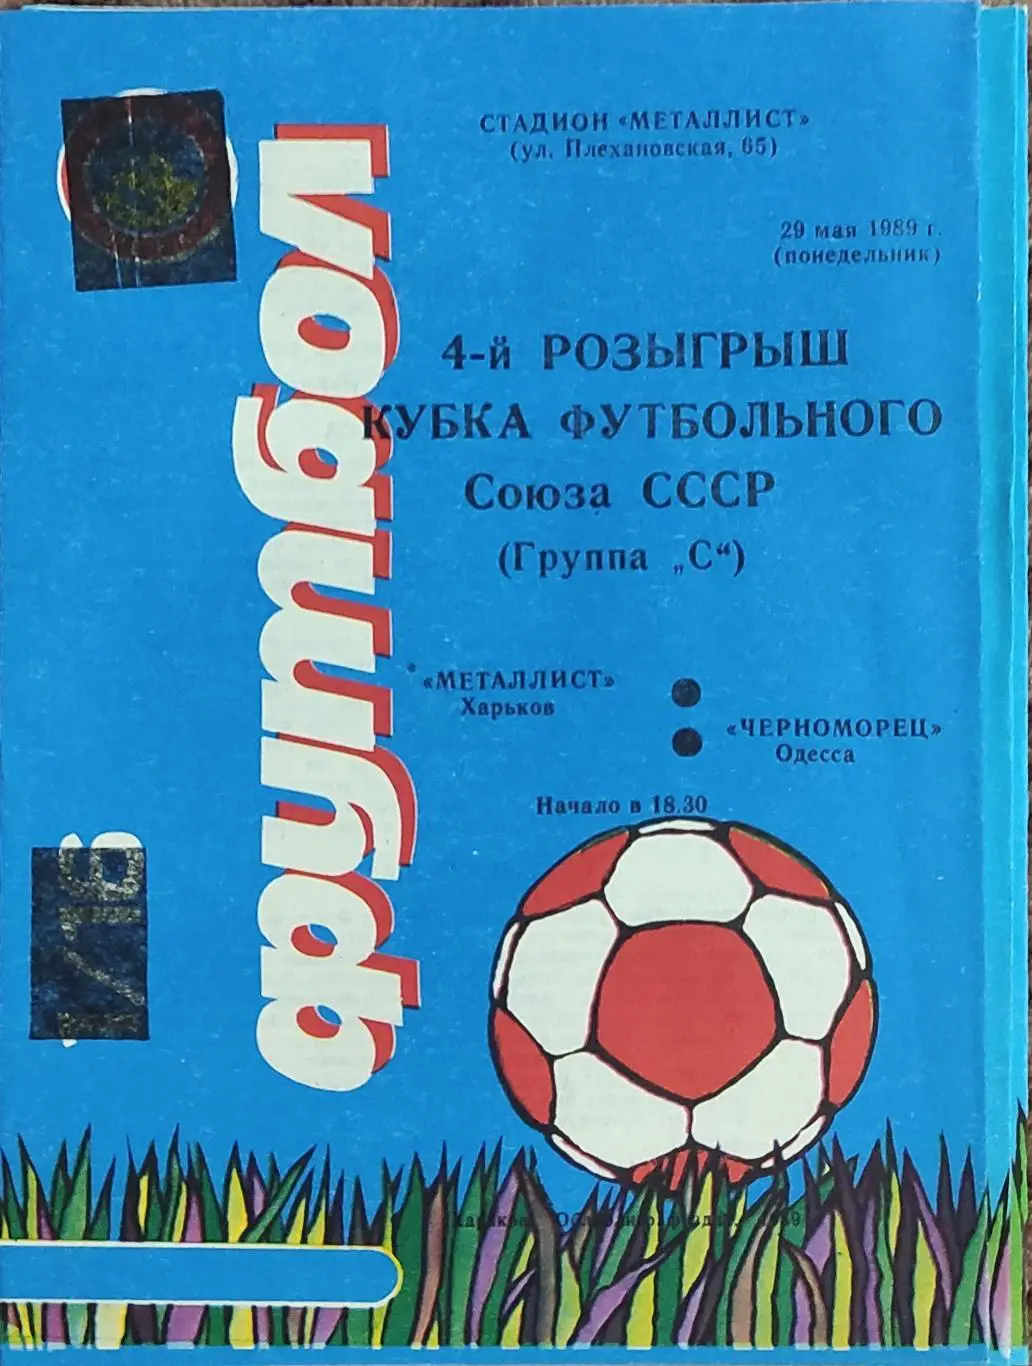 СТАДИОН «МЕТАЛЛИСТ»
(ул. Плехановская, 65)
29 мая 1989 г.
(понедельник)
4-й РОЗЫГРЫШ
КУБКА ФУТБОЛЬНОГО
Союза СССР
(Группа „С“)
«МЕТАЛЛИСТ»
Харьков
«ЧЕРНОМОРЕЦ»
Одесса
Начало в 18.30
футбол
1989